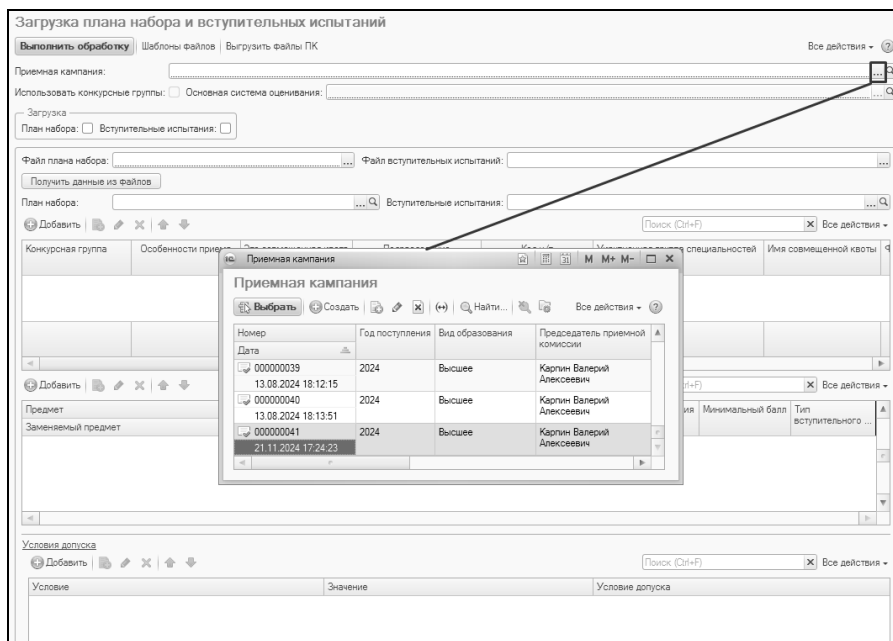 Загрузка плана набора и вступительных испытаний
Выполнить обработку Шаблоны файлов Выгрузить файлы ПК Все действия
Приемная кампания:
Использовать конкурсные группы: Основная система оценивания:
Загрузка
План набора: Вступительные испытания:
Файл плана набора: Файл вступительных испытаний:
Получить данные из файлов
План набора: Вступительные испытания:
Добавить Поиск (Ctrl+F) Все действия
Конкурсная группа Особенности приема специальностей Имя совмещенной квоты
Приемная кампания M M+ M-
Приемная кампания
Выбрать Создать Найти... Все действия
Номер Год поступления Вид образования Председатель приемной комиссии
Дата
000000039 2024 Высшее Карпин Валерий Алексеевич
13.08.2024 18:12:15
000000040 2024 Высшее Карпин Валерий Алексеевич
13.08.2024 18:13:51
000000041 2024 Высшее Карпин Валерий Алексеевич
21.11.2024 17:24:23
Добавить Все действия
Предмет Минимальный балл Тип вступительного ...
Заменяемый предмет
Условия допуска
Добавить Поиск (Ctrl+F) Все действия
Условие Значение Условие допуска